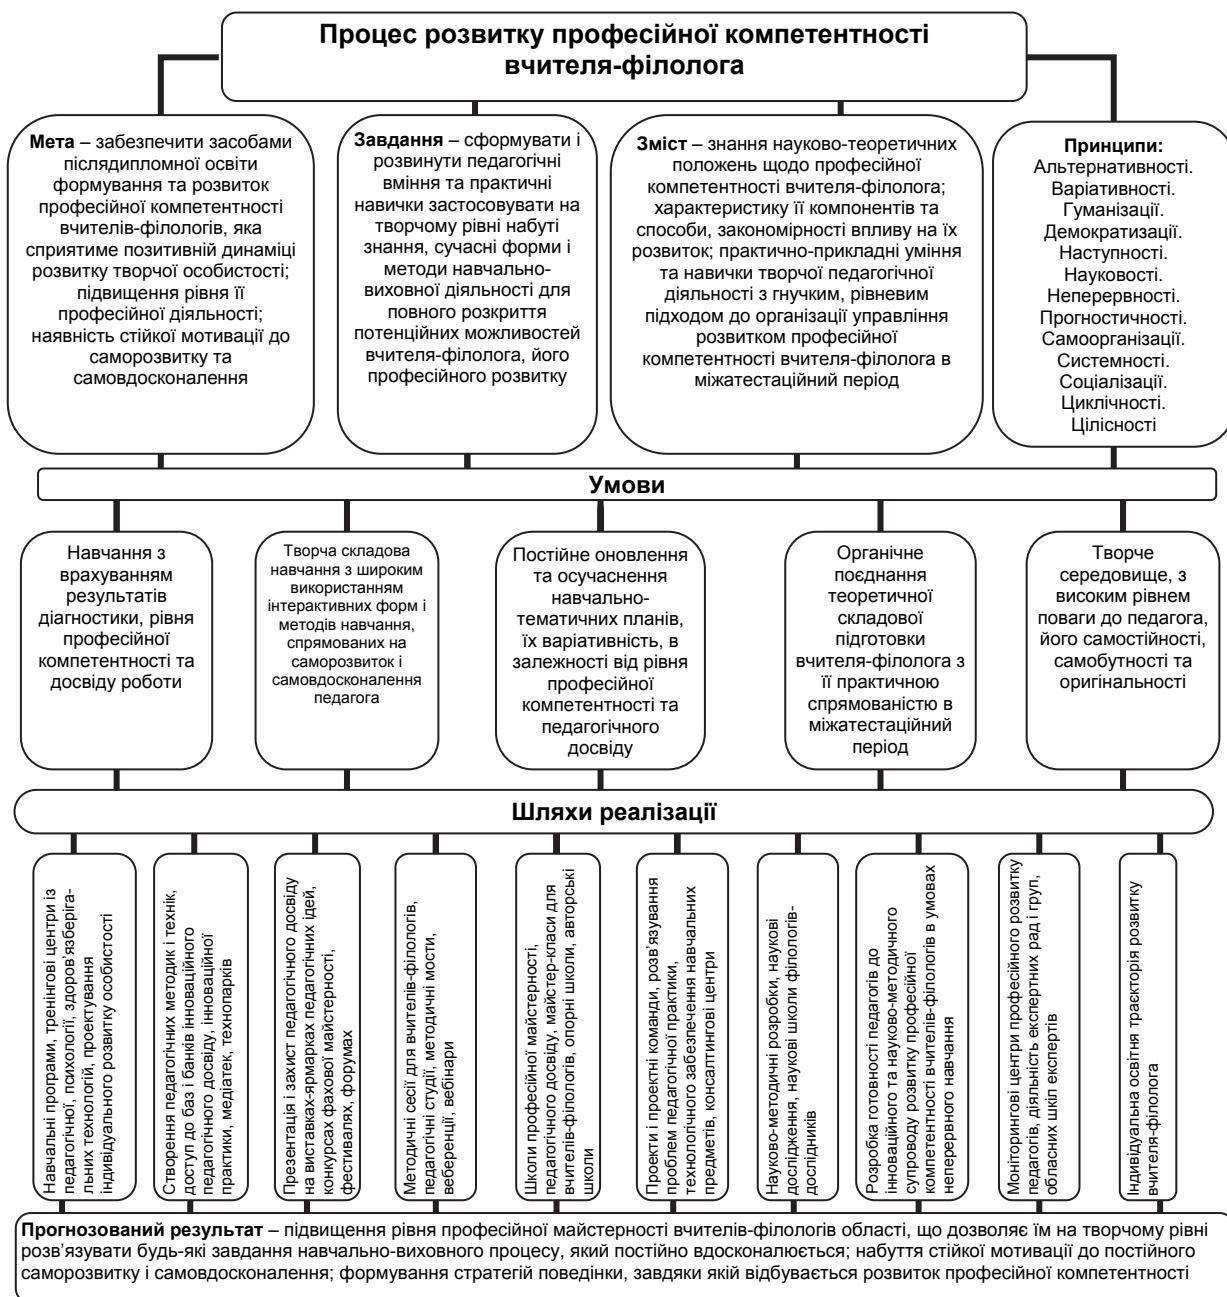 Процес розвитку професійної компетентності
вчителя-філолога
Мета – забезпечити засобами
післядипломної освіти
формування та розвиток
професійної компетентності
вчителів-філологів, яка
сприятиме позитивній динаміці
розвитку творчої особистості;
підвищення рівня її
професійної діяльності;
наявність стійкої мотивації до
саморозвитку та
самовдосконалення
Завдання – сформувати і
розвинути педагогічні
вміння та практичні
навички застосовувати на
творчому рівні набуті
знання, сучасні форми і
методи навчально-
виховної діяльності для
повного розкриття
потенційних можливостей
вчителя-філолога, його
професійного розвитку
Зміст – знання науково-теоретичних
положень щодо професійної
компетентності вчителя-філолога;
характеристику її компонентів та
способи, закономірності впливу на їх
розвиток; практично-прикладні уміння
та навички творчої педагогічної
діяльності з гнучким, рівневим
підходом до організації управління
розвитком професійної
компетентності вчителя-філолога в
міжатестаційний період
Принципи:
Альтернативності.
Варіативності.
Гуманізації.
Демократизації.
Наступності.
Науковості.
Неперервності.
Прогностичності.
Самоорганізації.
Системності.
Соціалізації.
Циклічності.
Цілісності
Умови
Навчання з
врахуванням
результатів
діагностики, рівня
професійної
компетентності та
досвіду роботи
Творча складова
навчання з широким
використанням
інтерактивних форм і
методів навчання,
спрямованих на
саморозвиток і
самовдосконалення
педагога
Постійне оновлення
та осучаснення
навчально-
тематичних планів,
їх варіативність, в
залежності від рівня
професійної
компетентності та
педагогічного
досвіду
Органічне
поєднання
теоретичної
складової
підготовки
вчителя-філолога з
її практичною
спрямованістю в
міжатестаційний
період
Творче
середовище, з
високим рівнем
поваги до педагога,
його самостійності,
самобутності та
оригінальності
Шляхи реалізації
Навчальні програми, тренінгові центри із
педагогічної, психології, здоров'язберіга-
льних технологій, проектування
індивідуального розвитку особистості
Створення педагогічних методик і технік,
доступ до баз і банків інноваційного
педагогічного досвіду, інноваційної
практики, медіатек, технопарків
Презентація і захист педагогічного досвіду
на виставках-ярмарках педагогічних ідей,
конкурсах фахової майстерності,
фестивалях, форумах
Методичні сесії для вчителів-філологів,
педагогічні студії, методичні мости,
веберенції, вебінари
Школи професійної майстерності,
педагогічного досвіду, майстер-класи для
вчителів-філологів, опорні школи, авторські
школи
Проекти і проектні команди, розв'язування
проблем педагогічної практики,
технологічного забезпечення навчальних
предметів, консалтингові центри
Науково-методичні розробки, наукові
дослідження, наукові школи філологів-
дослідників
Розробка готовності педагогів до
інноваційного та науково-методичного
супроводу розвитку професійної
компетентності вчителів-філологів в умовах
неперервного навчання
Моніторингові центри професійного розвитку
педагогів, діяльність експертних рад і груп,
обласних шкіл експертів
Індивідуальна освітня траєкторія розвитку
вчителя-філолога
Прогнозований результат – підвищення рівня професійної майстерності вчителів-філологів області, що дозволяє їм на творчому рівні
розв'язувати будь-які завдання навчально-виховного процесу, який постійно вдосконалюється; набуття стійкої мотивації до постійного
саморозвитку і самовдосконалення; формування стратегій поведінки, завдяки якій відбувається розвиток професійної компетентності